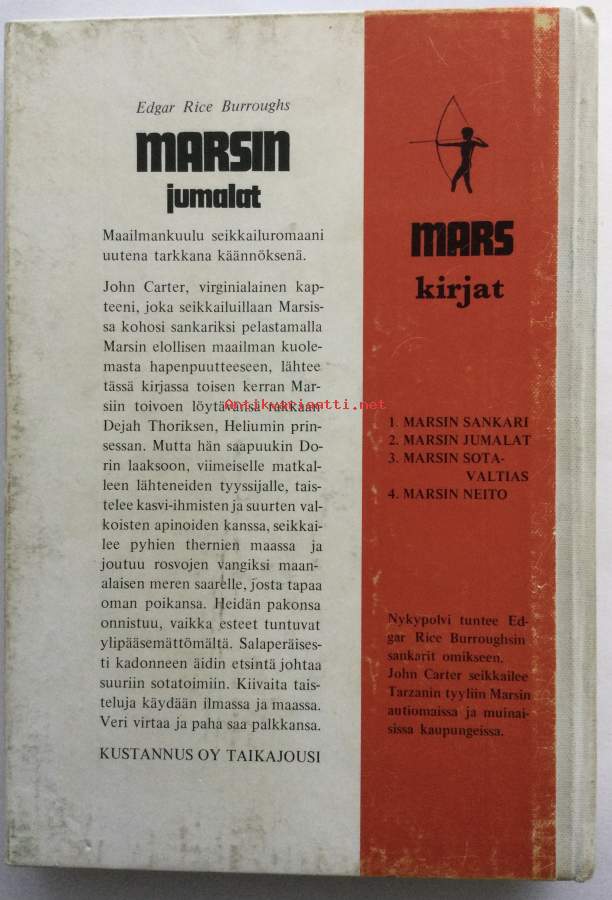 Edgar Rice Burroughs
MARSIN
jumalat
Maailmankuulu seikkailuromaani
uutena tarkkana käännöksenä.
John Carter, virginialainen kap-
teeni, joka seikkailuillaan Marsis-
sa kohosi sankariksi pelastamalla
Marsin elollisen maailman kuole-
masta hapenpuutteeseen, lähtee
tässä kirjassa toisen kerran Mar-
siin toivoen löytävänsä rakkaan
Dejah Thoriksen, Heliumin prin-
sessan. Mutta hän saapuukin Do-
rin laaksoon, viimeiselle matkal-
leen lähteneiden tyyssijalle, tais-
telee kasvi-ihmisten ja suurten val-
koisten apinoiden kanssa, seikkai-
lee pyhien thernien maassa ja
joutuu rosvojen vangiksi maan-
alaisen meren saarelle, josta tapaa
oman poikansa. Heidän pakonsa
onnistuu, vaikka esteet tuntuvat
ylipääsemättömältä. Salaperäises-
ti kadonneen äidin etsintä johtaa
suuriin sotatoimiin. Kiivaita tais-
teluja käydään ilmassa ja maassa.
Veri virtaa ja paha saa palkkansa.
KUSTANNUS OY TAIKAJOUSI
MARS
kirjat
1. MARSIN SANKARI
2. MARSIN JUMALAT
3. MARSIN SOTA-
VALTIAS
4. MARSIN NEITO
Nykypolvi tuntee Ed-
gar Rice Burroughsin
sankarit omikseen.
John Carter seikkailee
Tarzanin tyyliin Marsin
autiomaissa ja muinai-
sissa kaupungeissa.
Antikvariaatti.net